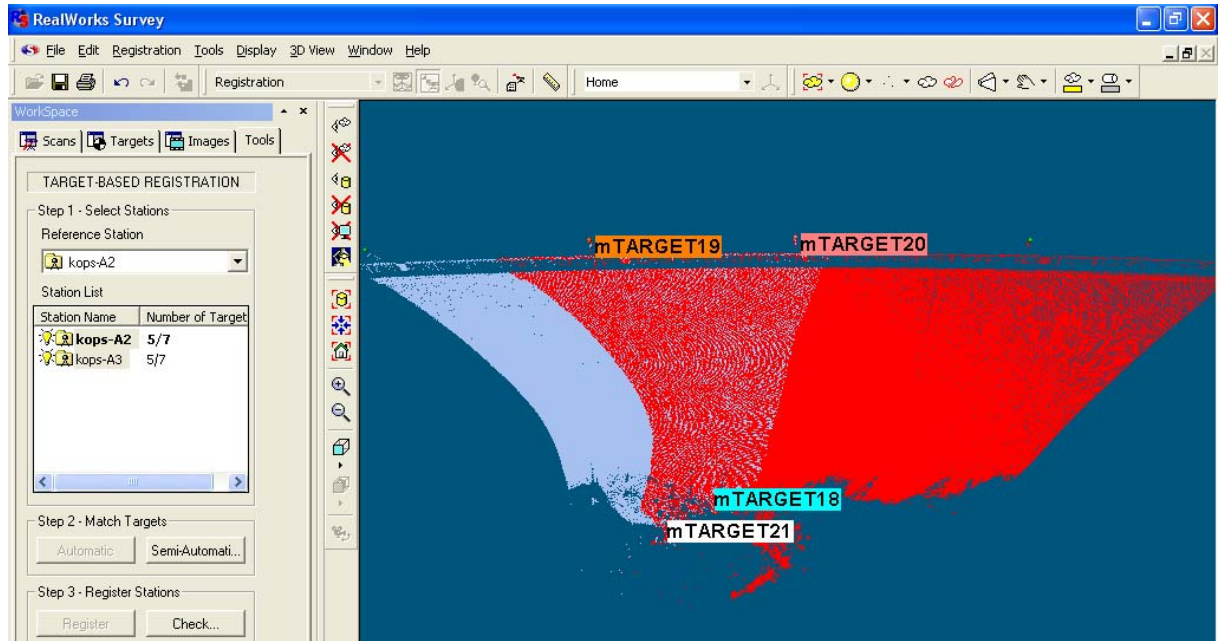 RealWorks Survey
File Edit Registration Tools Display 3D View Window Help
Registration
Home
WorkSpace
Scans Targets Images Tools
TARGET-BASED REGISTRATION
Step 1 - Select Stations
Reference Station
kops-A2
Station List
Station Name Number of Target
kops-A2 5/7
kops-A3 5/7
Step 2 - Match Targets
Automatic Semi-Automati...
Step 3 - Register Stations
Register Check...
mTARGET19 mTARGET20
mTARGET18
mTARGET21